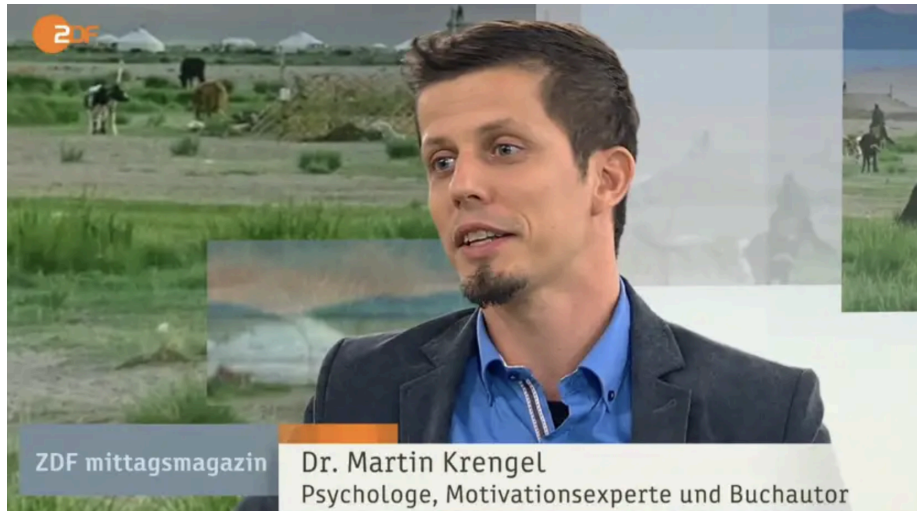 2DF
ZDF mittagsmagazin
Dr. Martin Krengel
Psychologe, Motivationsexperte und Buchautor